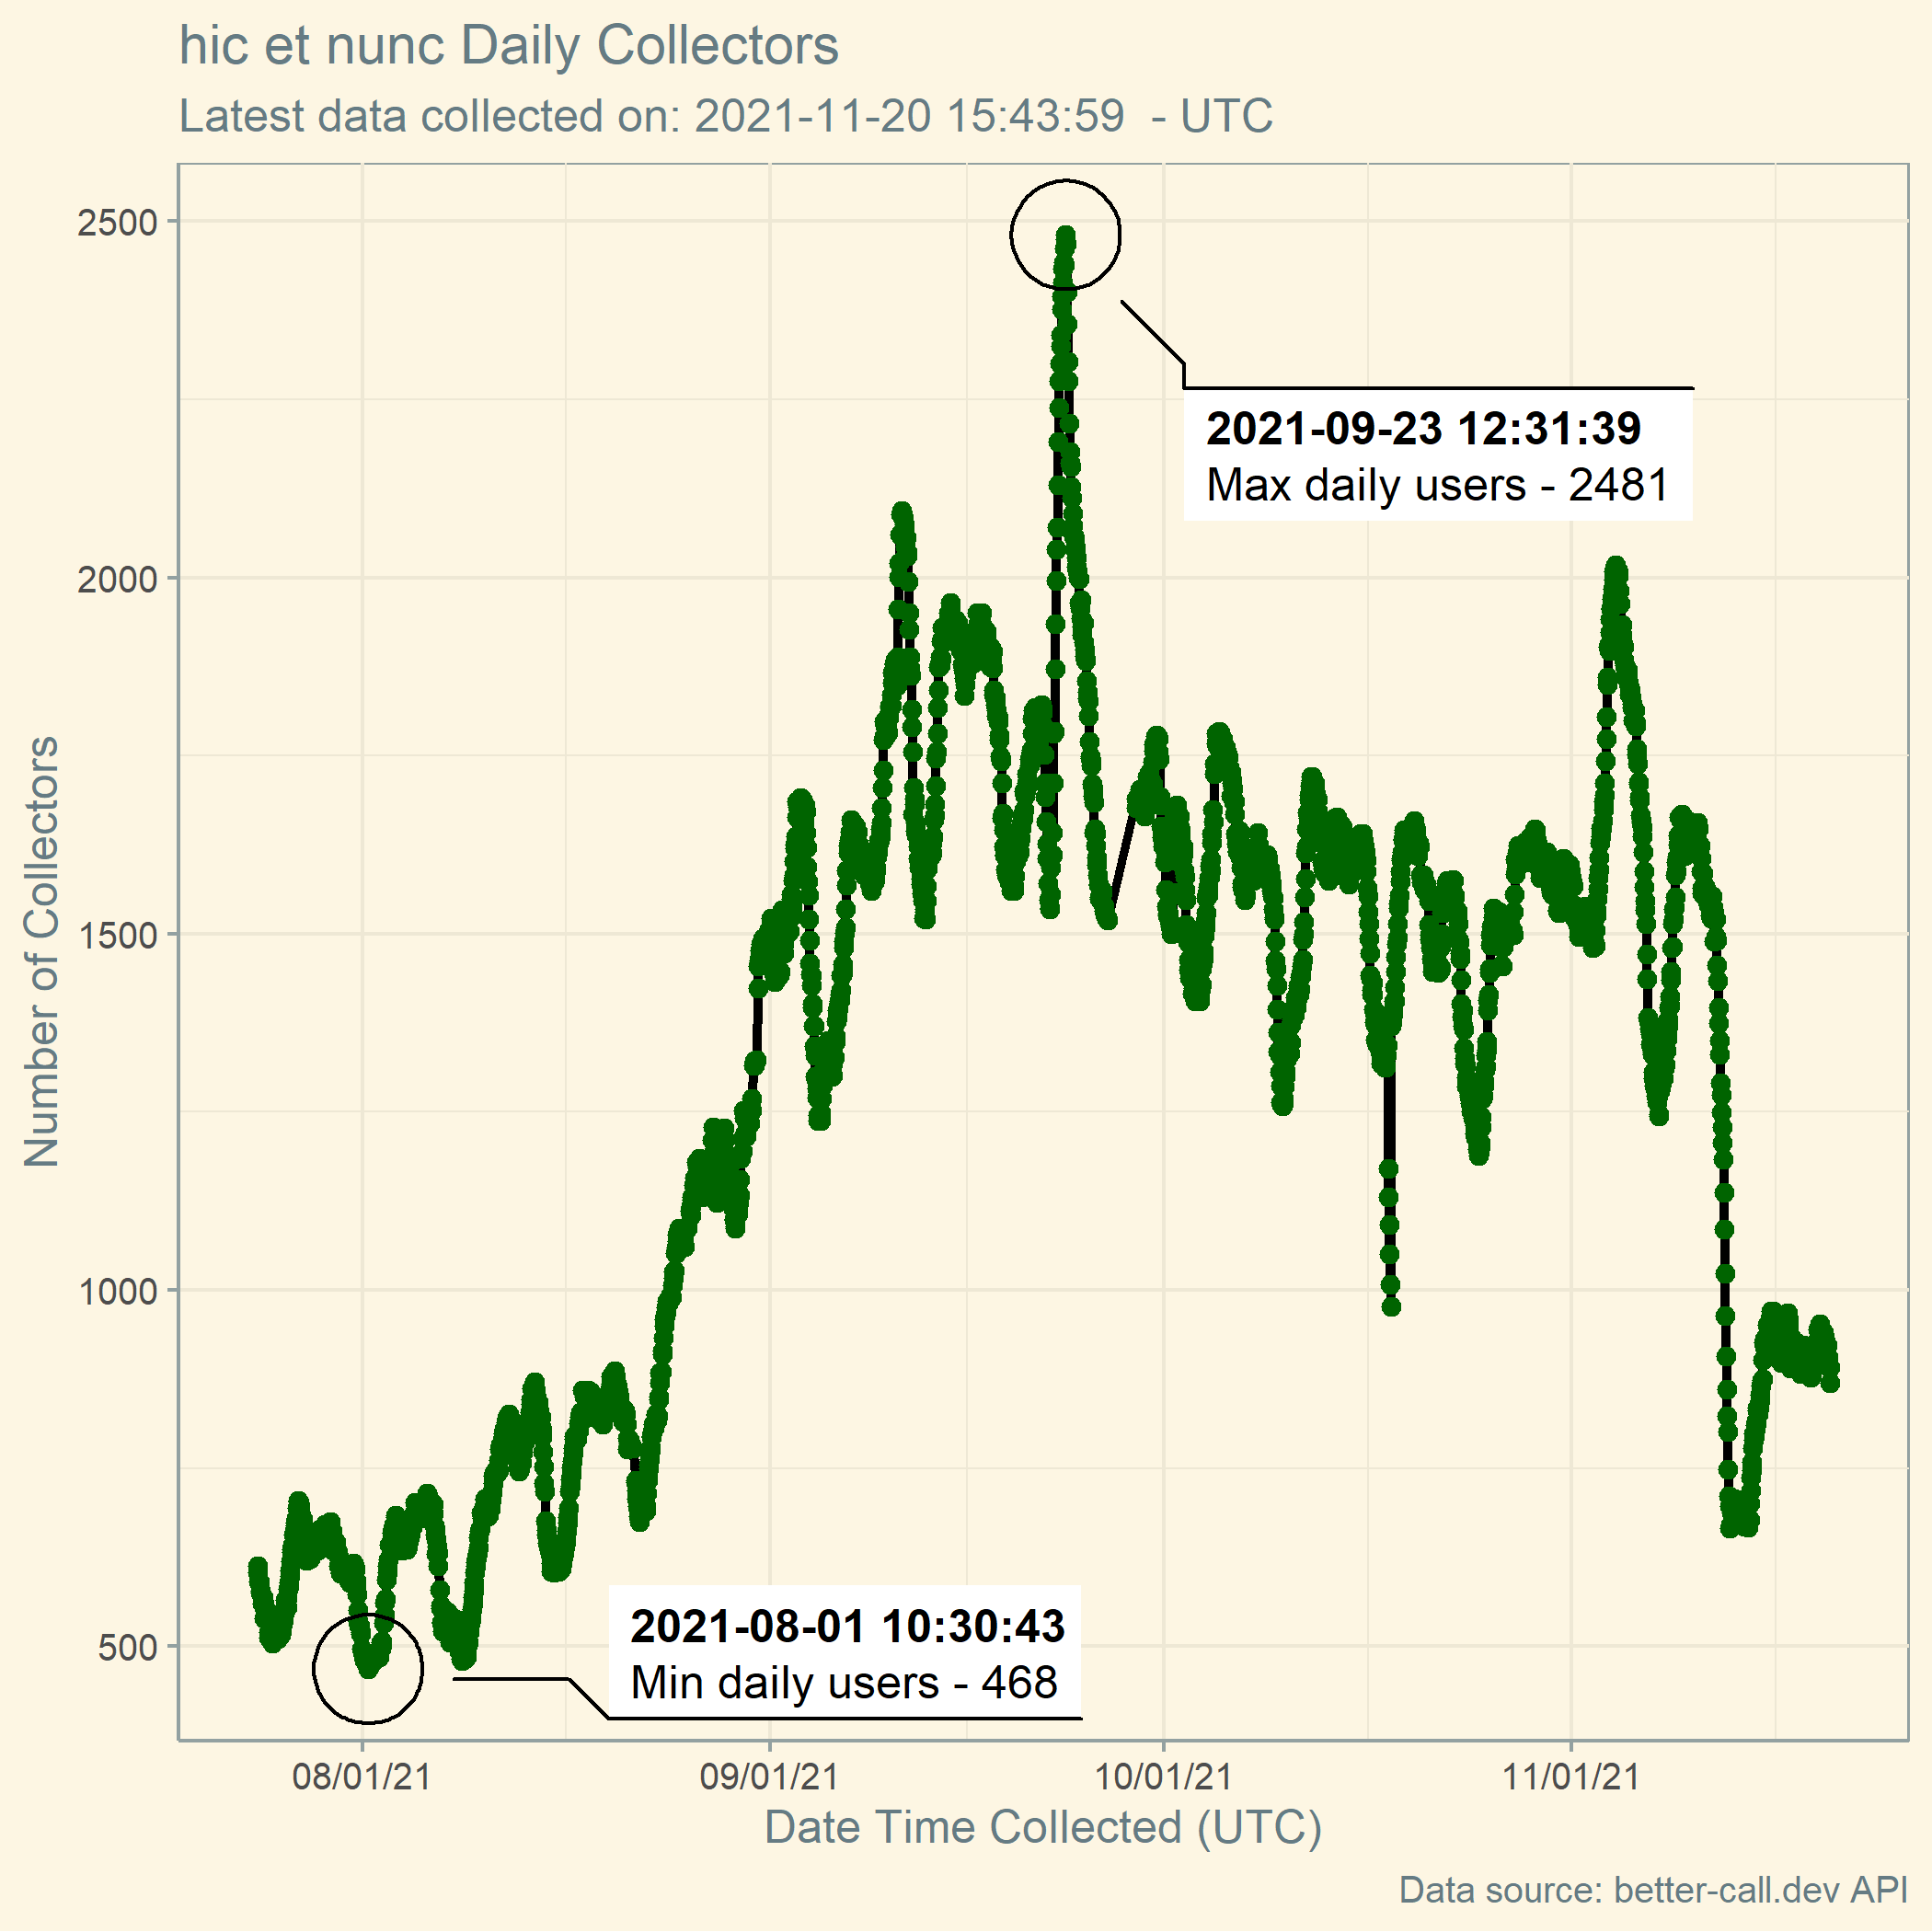 hic et nunc Daily Collectors
Latest data collected on: 2021-11-20 15:43:59  - UTC
2500
2000
1500
1000
500
Number of Collectors
2021-09-23 12:31:39
Max daily users - 2481
2021-08-01 10:30:43
Min daily users - 468
08/01/21
09/01/21
10/01/21
11/01/21
Date Time Collected (UTC)
Data source: better-call.dev API